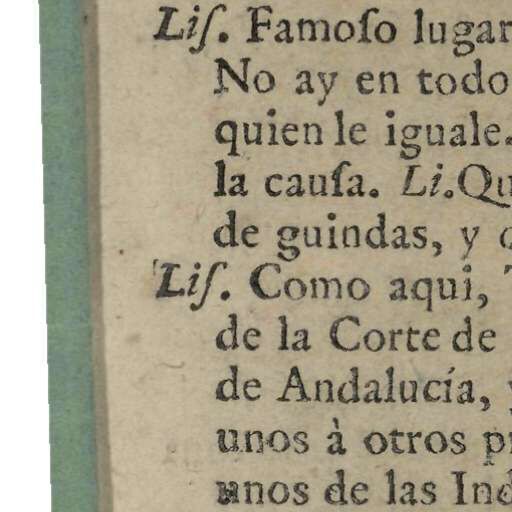 Liſ. Famoſo lugar
No ay en todo
quien le iguale.
la cauſa. Li.Qu
de guindas, y
Liſ. Como aqui,
de la Corte de
de Andalucía,
unos à otros
unos de las Ind